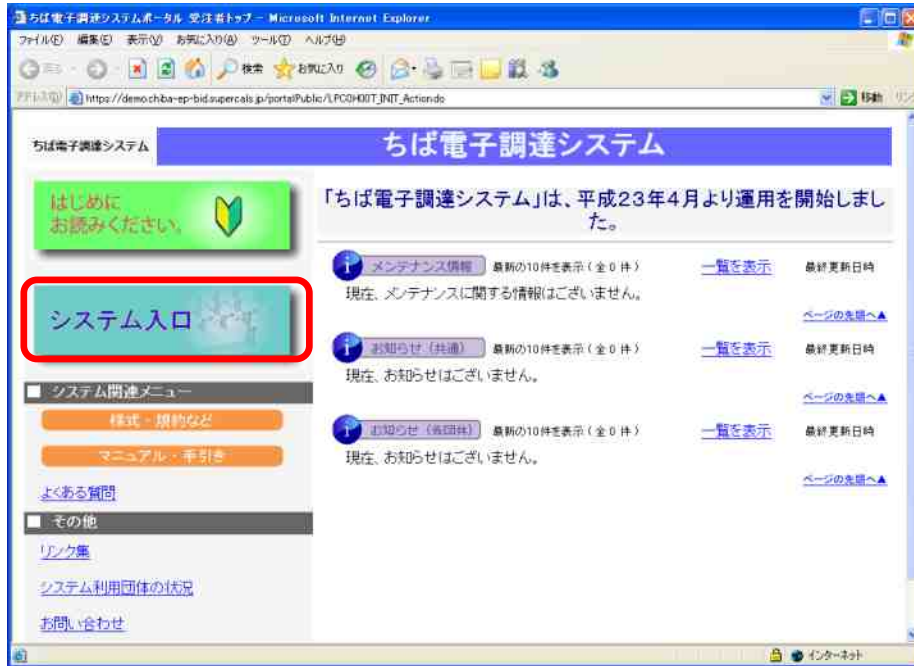 ちば電子調達システムポータル 受注者トップ - Microsoft Internet Explorer
ファイル(F) 編集(E) 表示(V) お気に入り(A) ツール(T) ヘルプ(H)
戻る 検索 お気に入り
アドレス(D) https://demo.chiba-ep-bid.supercals.jp/portalPublic/LPCOH00T_INIT_Action.do 移動 リンク
ちば電子調達システム ちば電子調達システム
はじめに
お読みください。
システム入口
システム関連メニュー
様式・規約など
マニュアル・手引き
よくある質問
その他
リンク集
システム利用団体の状況
お問い合わせ
「ちば電子調達システム」は、平成23年4月より運用を開始しまし
た。
メンテナンス情報 最新の10件を表示(全0件) 一覧を表示 最終更新日時
現在、メンテナンスに関する情報はございません。
ページの先頭へ▲
お知らせ(共通) 最新の10件を表示(全0件) 一覧を表示 最終更新日時
現在、お知らせはございません。
ページの先頭へ▲
お知らせ(各団体) 最新の10件を表示(全0件) 一覧を表示 最終更新日時
現在、お知らせはございません。
ページの先頭へ▲
インターネット